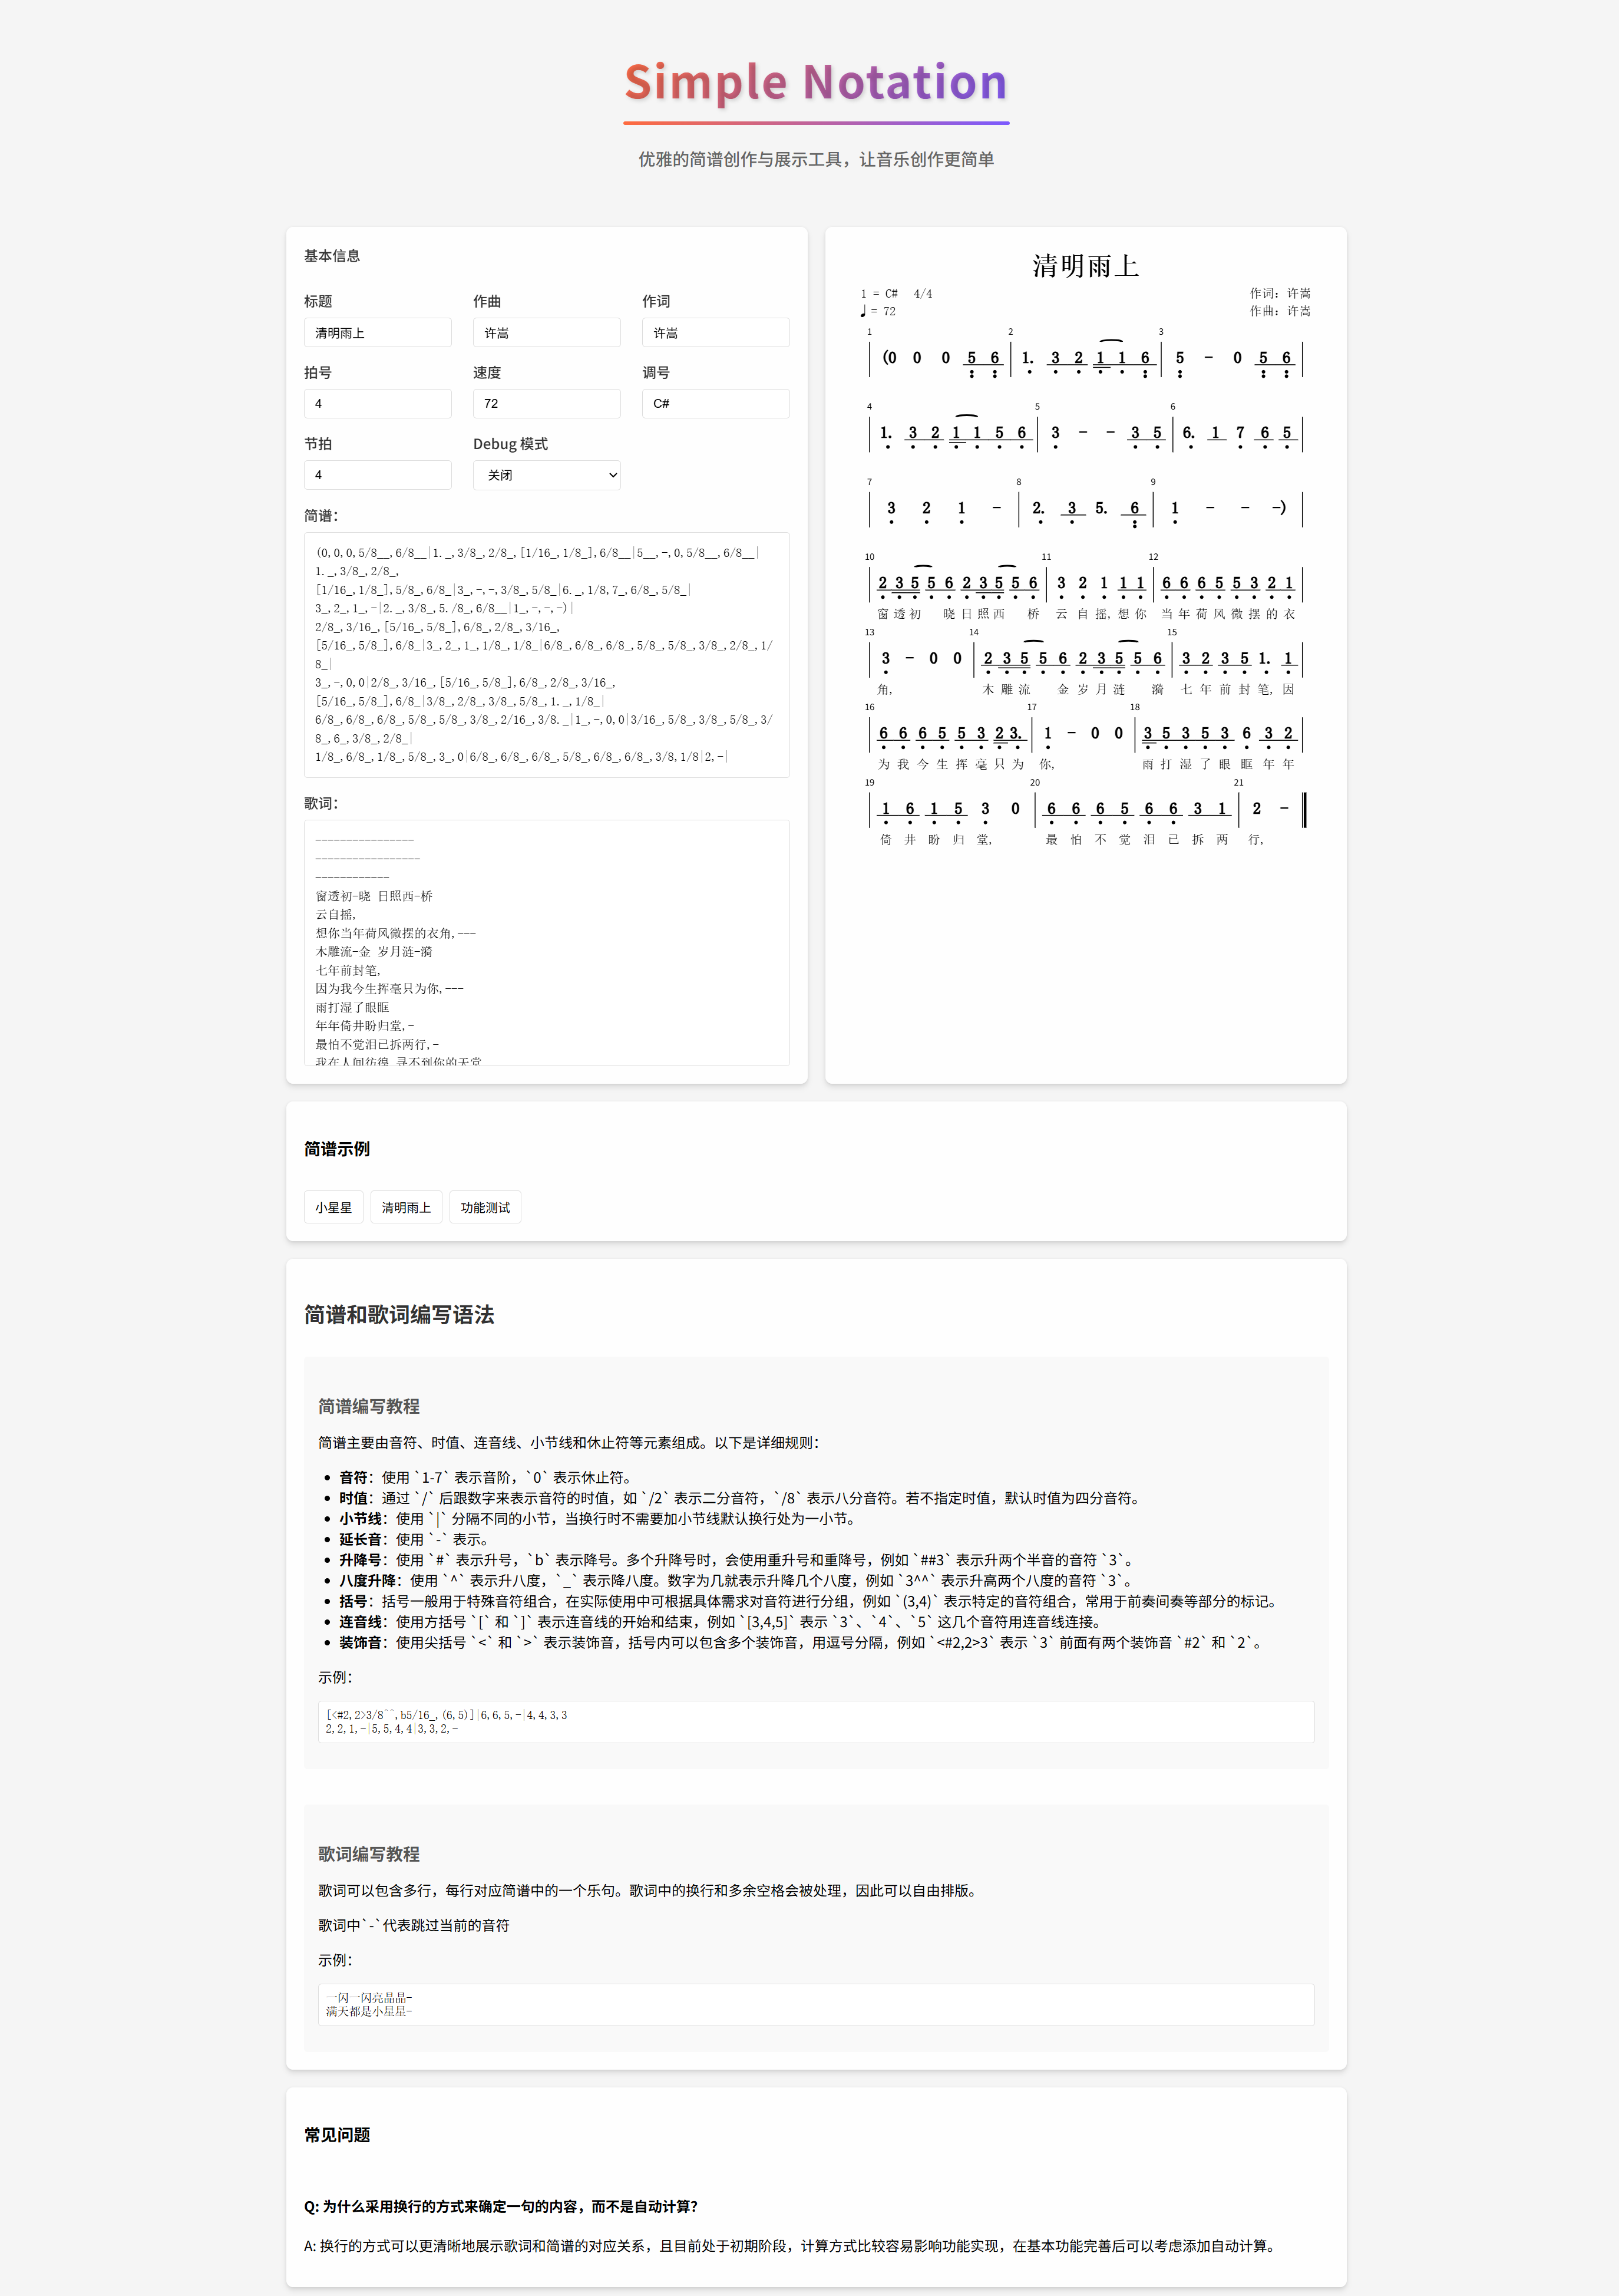 Simple Notation
优雅的简谱创作与展示工具，让音乐创作更简单
基本信息
标题 作曲 作词
清明雨上 许嵩 许嵩
拍号 速度 调号
4 72 C#
节拍 Debug 模式
4 关闭
简谱：
(0,0,0,5/8__,6/8__|1._,3/8_,2/8_,[1/16_,1/8_],6/8__|5__,-,0,5/8__,6/8__|
1._,3/8_,2/8_,
[1/16_,1/8_],5/8_,6/8_|3_,-,-,3/8_,5/8_|6._,1/8,7_,6/8_,5/8_|
3_,2_,1_,-|2._,3/8_,5./8_,6/8__|1_,-,-,-)|
2/8_,3/16_,[5/16_,5/8_],6/8_,2/8_,3/16_,
[5/16_,5/8_],6/8_|3_,2_,1_,1/8_,1/8_|6/8_,6/8_,6/8_,5/8_,5/8_,3/8_,2/8_,1/
8_|
3_,-,0,0|2/8_,3/16_,[5/16_,5/8_],6/8_,2/8_,3/16_,
[5/16_,5/8_],6/8_|3/8_,2/8_,3/8_,5/8_,1._,1/8_|
6/8_,6/8_,6/8_,5/8_,5/8_,3/8_,2/16_,3/8._|1_,-,0,0|3/16_,5/8_,3/8_,5/8_,3/
8_,6_,3/8_,2/8_|
1/8_,6/8_,1/8_,5/8_,3_,0|6/8_,6/8_,6/8_,5/8_,6/8_,6/8_,3/8,1/8|2,-|
歌词：
----------------
-----------------
------------
窗透初-晓 日照西-桥
云自摇,
想你当年荷风微摆的衣角,---
木雕流-金 岁月涟-漪
七年前封笔,
因为我今生挥毫只为你,---
雨打湿了眼眶
年年倚井盼归堂,-
最怕不觉泪已拆两行,-
我在人间彷徨 寻不到你的天堂
清明雨上
1 = C# 4/4
♩= 72
作词：许嵩
作曲：许嵩
1 2 3
(0 0 0 5 6 1. 3 2 1 1 6 5 - 0 5 6
4 5 6
1. 3 2 1 1 5 6 3 - - 3 5 6. 1 7 6 5
7 8 9
3 2 1 - 2. 3 5. 6 1 - - -)
10 11 12
2 3 5 5 6 2 3 5 5 6 3 2 1 1 1 6 6 6 5 5 3 2 1
窗 透 初 晓 日 照 西 桥 云 自 摇, 想 你 当 年 荷 风 微 摆 的 衣
13 14 15
3 - 0 0 2 3 5 5 6 2 3 5 5 6 3 2 3 5 1. 1
角, 木 雕 流 金 岁 月 涟 漪 七 年 前 封 笔, 因
16 17 18
6 6 6 5 5 3 2 3. 1 - 0 0 3 5 3 5 3 6 3 2
为 我 今 生 挥 毫 只 为 你, 雨 打 湿 了 眼 眶 年 年
19 20 21
1 6 1 5 3 0 6 6 6 5 6 6 3 1 2 -
倚 井 盼 归 堂, 最 怕 不 觉 泪 已 拆 两 行,
简谱示例
小星星 清明雨上 功能测试
简谱和歌词编写语法
简谱编写教程
简谱主要由音符、时值、连音线、小节线和休止符等元素组成。以下是详细规则：
• 音符：使用 `1-7` 表示音阶，`0` 表示休止符。
• 时值：通过 `/` 后跟数字来表示音符的时值，如 `/2` 表示二分音符，`/8` 表示八分音符。若不指定时值，默认时值为四分音符。
• 小节线：使用 `|` 分隔不同的小节，当换行时不需要加小节线默认换行处为一小节。
• 延长音：使用 `-` 表示。
• 升降号：使用 `#` 表示升号，`b` 表示降号。多个升降号时，会使用重升号和重降号，例如 `##3` 表示升两个半音的音符 `3`。
• 八度升降：使用 `^` 表示升八度，`_` 表示降八度。数字为几就表示升降几个八度，例如 `3^^` 表示升高两个八度的音符 `3`。
• 括号：括号一般用于特殊音符组合，在实际使用中可根据具体需求对音符进行分组，例如 `(3,4)` 表示特定的音符组合，常用于前奏间奏等部分的标记。
• 连音线：使用方括号 `[` 和 `]` 表示连音线的开始和结束，例如 `[3,4,5]` 表示 `3`、`4`、`5` 这几个音符用连音线连接。
• 装饰音：使用尖括号 `<` 和 `>` 表示装饰音，括号内可以包含多个装饰音，用逗号分隔，例如 `<#2,2>3` 表示 `3` 前面有两个装饰音 `#2` 和 `2`。
示例：
[<#2,2>3/8^^,b5/16_,(6,5)]|6,6,5,-|4,4,3,3
2,2,1,-|5,5,4,4|3,3,2,-
歌词编写教程
歌词可以包含多行，每行对应简谱中的一个乐句。歌词中的换行和多余空格会被处理，因此可以自由排版。
歌词中`-`代表跳过当前的音符
示例：
一闪一闪亮晶晶-
满天都是小星星-
常见问题
Q: 为什么采用换行的方式来确定一句的内容，而不是自动计算？
A: 换行的方式可以更清晰地展示歌词和简谱的对应关系，且目前处于初期阶段，计算方式比较容易影响功能实现，在基本功能完善后可以考虑添加自动计算。